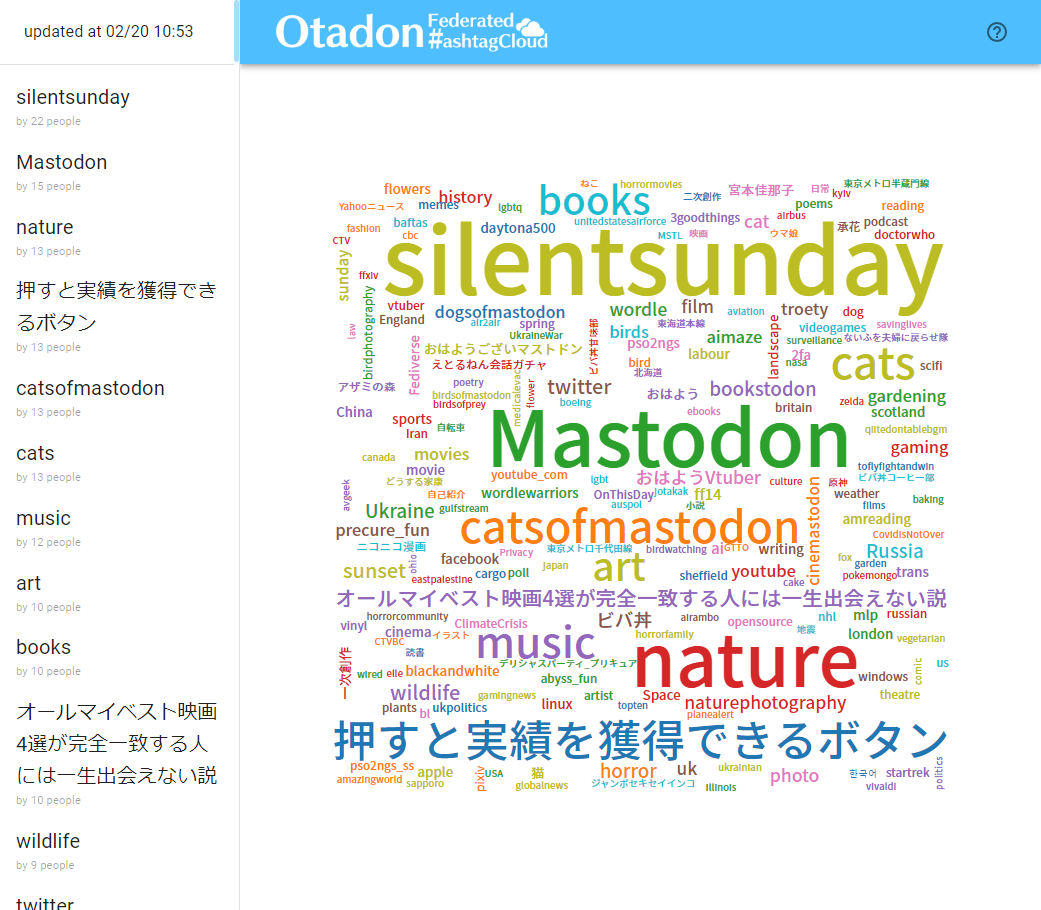 updated at 02/20 10:53
Otadon Federated #ashtagCloud
silentsunday
by 22 people
Mastodon
by 15 people
nature
by 13 people
押すと実績を獲得でき
るボタン
by 13 people
catsofmastodon
by 13 people
cats
by 13 people
music
by 12 people
art
by 10 people
books
by 10 people
オールマイベスト映画
4選が完全一致する人
には一生出会えない説
by 10 people
wildlife
by 9 people
twitter
flowers
history
books
ねこ
horrormovies
二次創作
宮本佳那子
日常
kyiv
東京メトロ半蔵門線
Yahooニュース
memes
lgbtq
poems
reading
fashion
baftas
cbc
daytona500
unitedstatesairforce
3goodthings
cat
airbus
MSTL
映画
ウマ娘
承花
podcast
doctorwho
CTV
sunday
ffxiv
silentsunday
birdphotography
vtuber
England
dogsofmastodon
wordle
film
aviation
troety
dog
law
air2air
spring
UkraineWar
birds
東海道本線
aimaze
landscape
videogames
savinglives
surveillance
ないふを夫婦に戻らせ隊
Fediverse
おはようございますマストドン
pso2ngs
labour
2fa
nasa
cats
scifi
えとるねん会話ガチャ
bird
北海道
アザミの森
poetry
birdsofmastodon
birdsofprey
medicalevac
flower
twitter
boeing
おはよう
bookstodon
ebooks
britain
zelda
gardening
scotland
China
sports
Iran
自転車
Mastodon
qlitedontablebgm
gaming
canada
movies
movie
youtube_com
lgbt
おはようVtuber
culture
原神
toflyfightandwin
ビバ丼コーヒー部
どうする家康
avgeek
自己紹介
wordlewarriors
OnThisDay
Jotakak
ff14
cinemastodon
weather
films
baking
Ukraine
gulfstream
auspol
小説
amreading
precure_fun
catsofmastodon
CovidIsNotOver
ニコニコ漫画
ohio
facebook
Privacy
東京メトロ千代田線
birdwatching
ai
GTTO
writing
fox
Russia
garden
sunset
eastpalestine
cargo
poll
japan
art
sheffield
youtube
cake
pokemongo
trans
オールマイベスト映画4選が完全一致する人には一生出会えない説
horrorcommunity
vinyl
cinema
CTVBC
イラスト
ClimateCrisis
ビバ丼
airambo
opensource
nhl
mlp
russian
地震
london
vegetarian
読書
music
horrorfamily
nature
一次創作
wired
elle
blackandwhite
デリシャスパーティ_プリキュア
abyss_fun
windows
comic
us
wildlife
gamingnews
artist
Space
theatre
plants
bl
ukpolitics
linux
topten
naturephotography
planealert
押すと実績を獲得できるボタン
pso2ngs_ss
amazingworld
apple
sapporo
pixiv
USA
猫
globalnews
horror
ジャンボセキセイインコ
uk
ukrainian
illinois
photo
한국어
startrek
vivaldi
politics